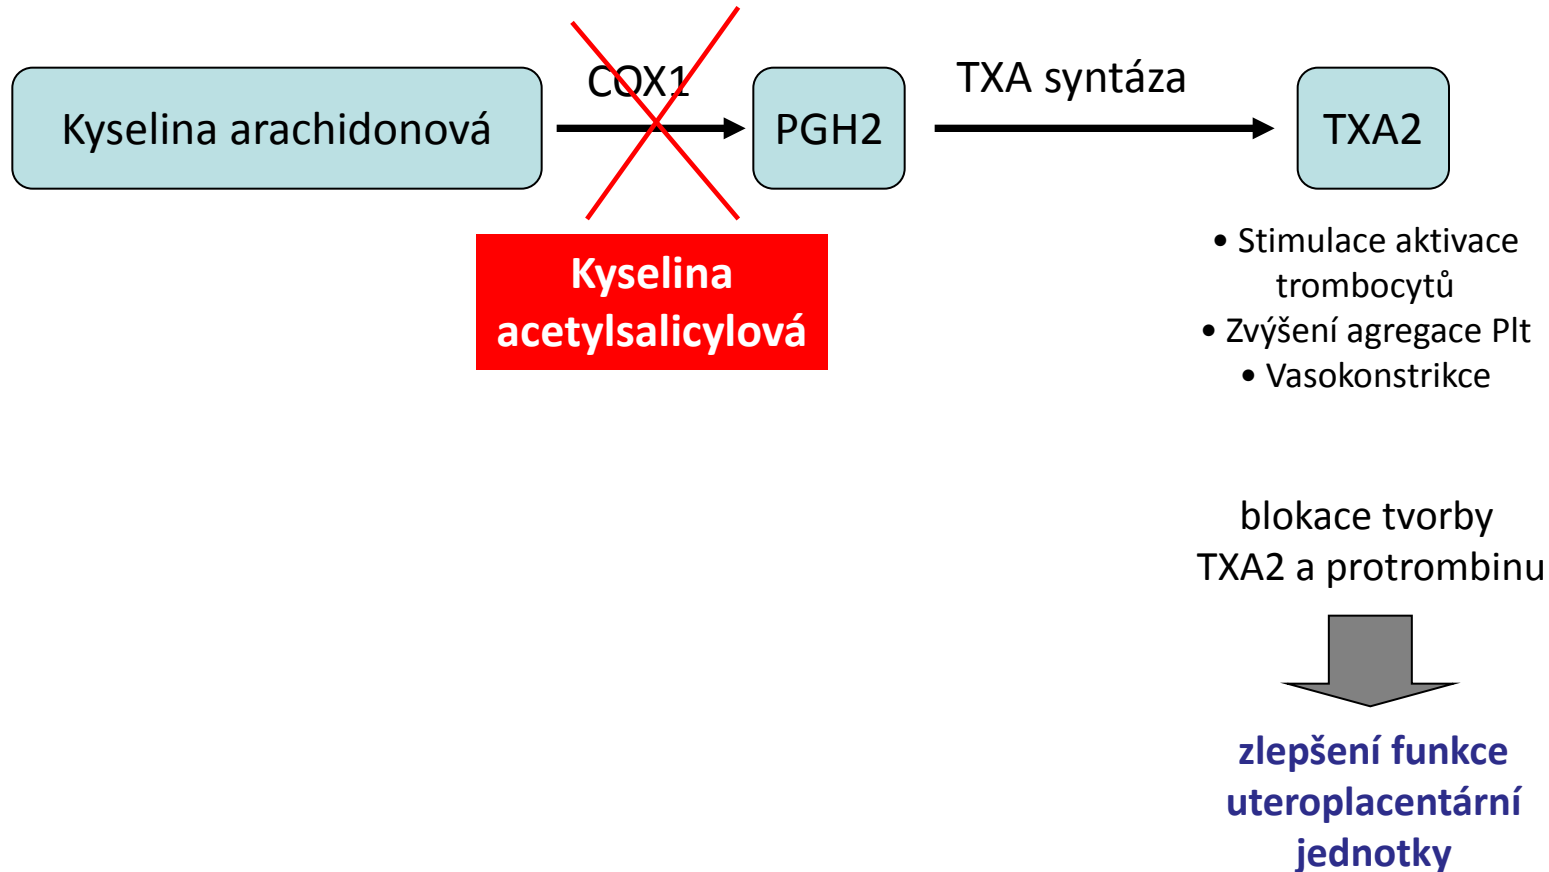 COX1
TXA syntáza
Kyselina arachidonová
PGH2
TXA2
Kyselina
acetylsalicylová
• Stimulace aktivace
trombocytů
• Zvýšení agregace Plt
• Vasokonstrikce
blokace tvorby
TXA2 a protrombinu
zlepšení funkce
uteroplacentární
jednotky